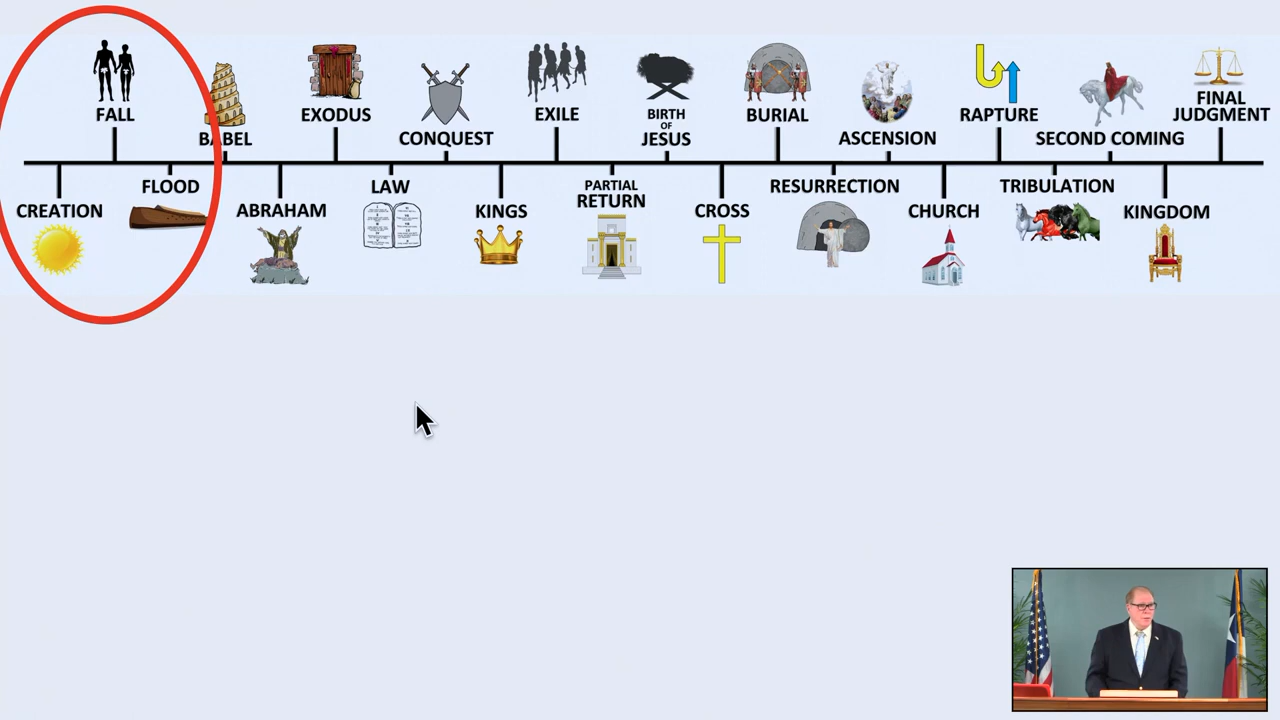 FALL
BABEL
EXODUS
CONQUEST
EXILE
BIRTH
OF
JESUS
BURIAL
ASCENSION
RAPTURE
SECOND COMING
FINAL
JUDGMENT
CREATION
FLOOD
ABRAHAM
LAW
KINGS
PARTIAL
RETURN
CROSS
RESURRECTION
CHURCH
TRIBULATION
KINGDOM